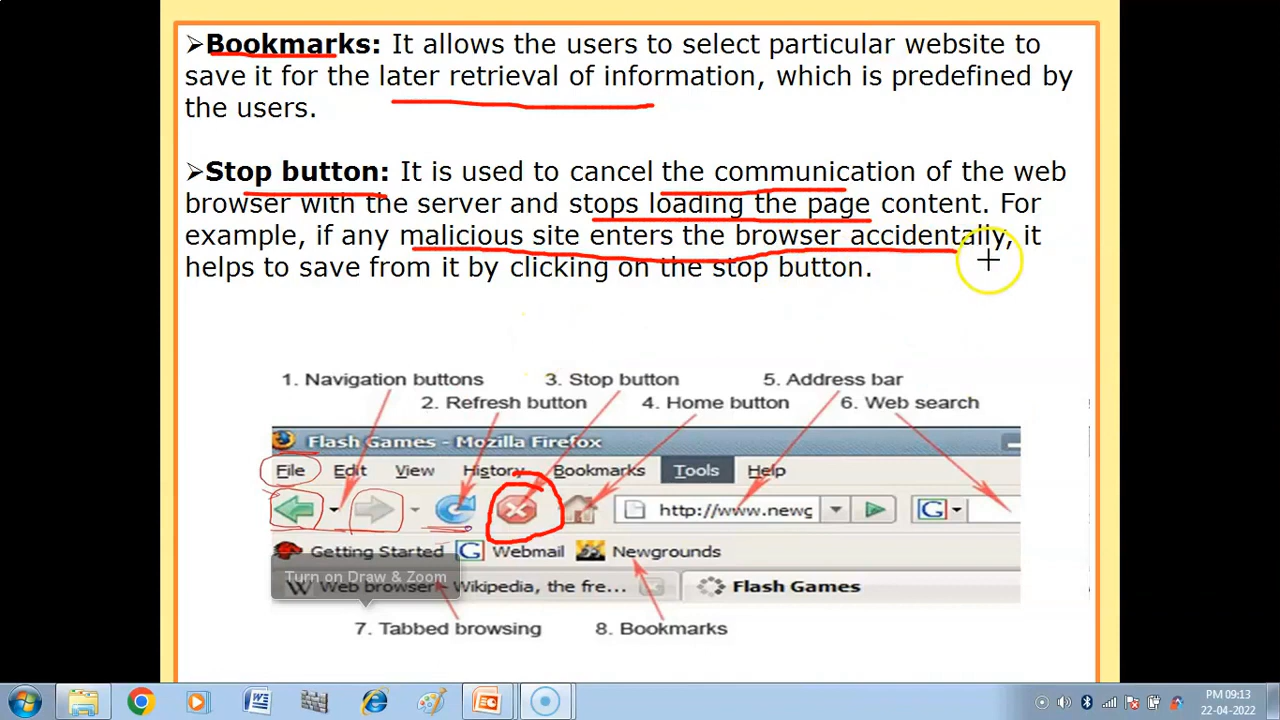 ➢Bookmarks: It allows the users to select particular website to
save it for the later retrieval of information, which is predefined by
the users.
➢Stop button: It is used to cancel the communication of the web
browser with the server and stops loading the page content. For
example, if any malicious site enters the browser accidentally, it
helps to save from it by clicking on the stop button.
1. Navigation buttons 3. Stop button 5. Address bar
2. Refresh button 4. Home button 6. Web search
Flash Games - Mozilla Firefox
File Edit View History Bookmarks Tools Help
http://www.newg G
Getting Started G Webmail Newgrounds
Turn on Draw & Zoom
W Web browser - Wikipedia, the fre... Flash Games
7. Tabbed browsing 8. Bookmarks
PM 09:13
22-04-2022